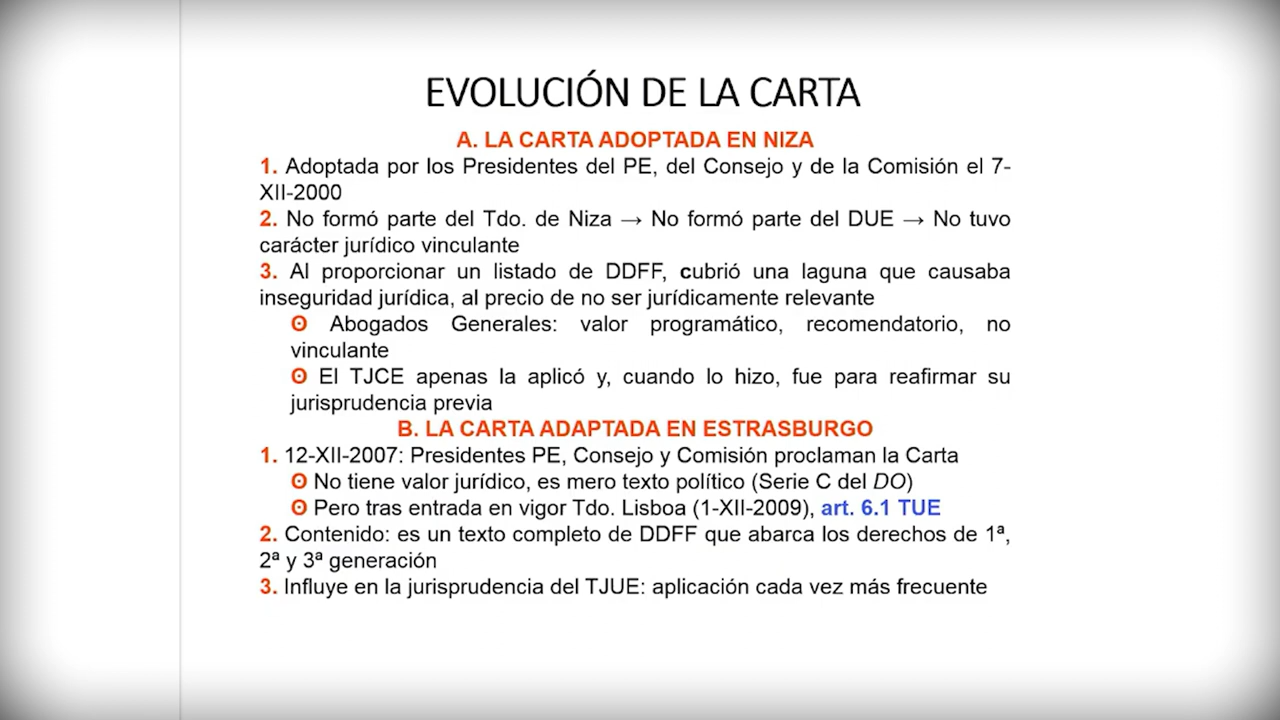 EVOLUCIÓN DE LA CARTA
A. LA CARTA ADOPTADA EN NIZA
1. Adoptada por los Presidentes del PE, del Consejo y de la Comisión el 7-
XII-2000
2. No formó parte del Tdo. de Niza → No formó parte del DUE → No tuvo
carácter jurídico vinculante
3. Al proporcionar un listado de DDFF, cubrió una laguna que causaba
inseguridad jurídica, al precio de no ser jurídicamente relevante
ʘ Abogados Generales: valor programático, recomendatorio, no
vinculante
ʘ El TJCE apenas la aplicó y, cuando lo hizo, fue para reafirmar su
jurisprudencia previa
B. LA CARTA ADAPTADA EN ESTRASBURGO
1. 12-XII-2007: Presidentes PE, Consejo y Comisión proclaman la Carta
ʘ No tiene valor jurídico, es mero texto político (Serie C del DO)
ʘ Pero tras entrada en vigor Tdo. Lisboa (1-XII-2009), art. 6.1 TUE
2. Contenido: es un texto completo de DDFF que abarca los derechos de 1ª,
2ª y 3ª generación
3. Influye en la jurisprudencia del TJUE: aplicación cada vez más frecuente